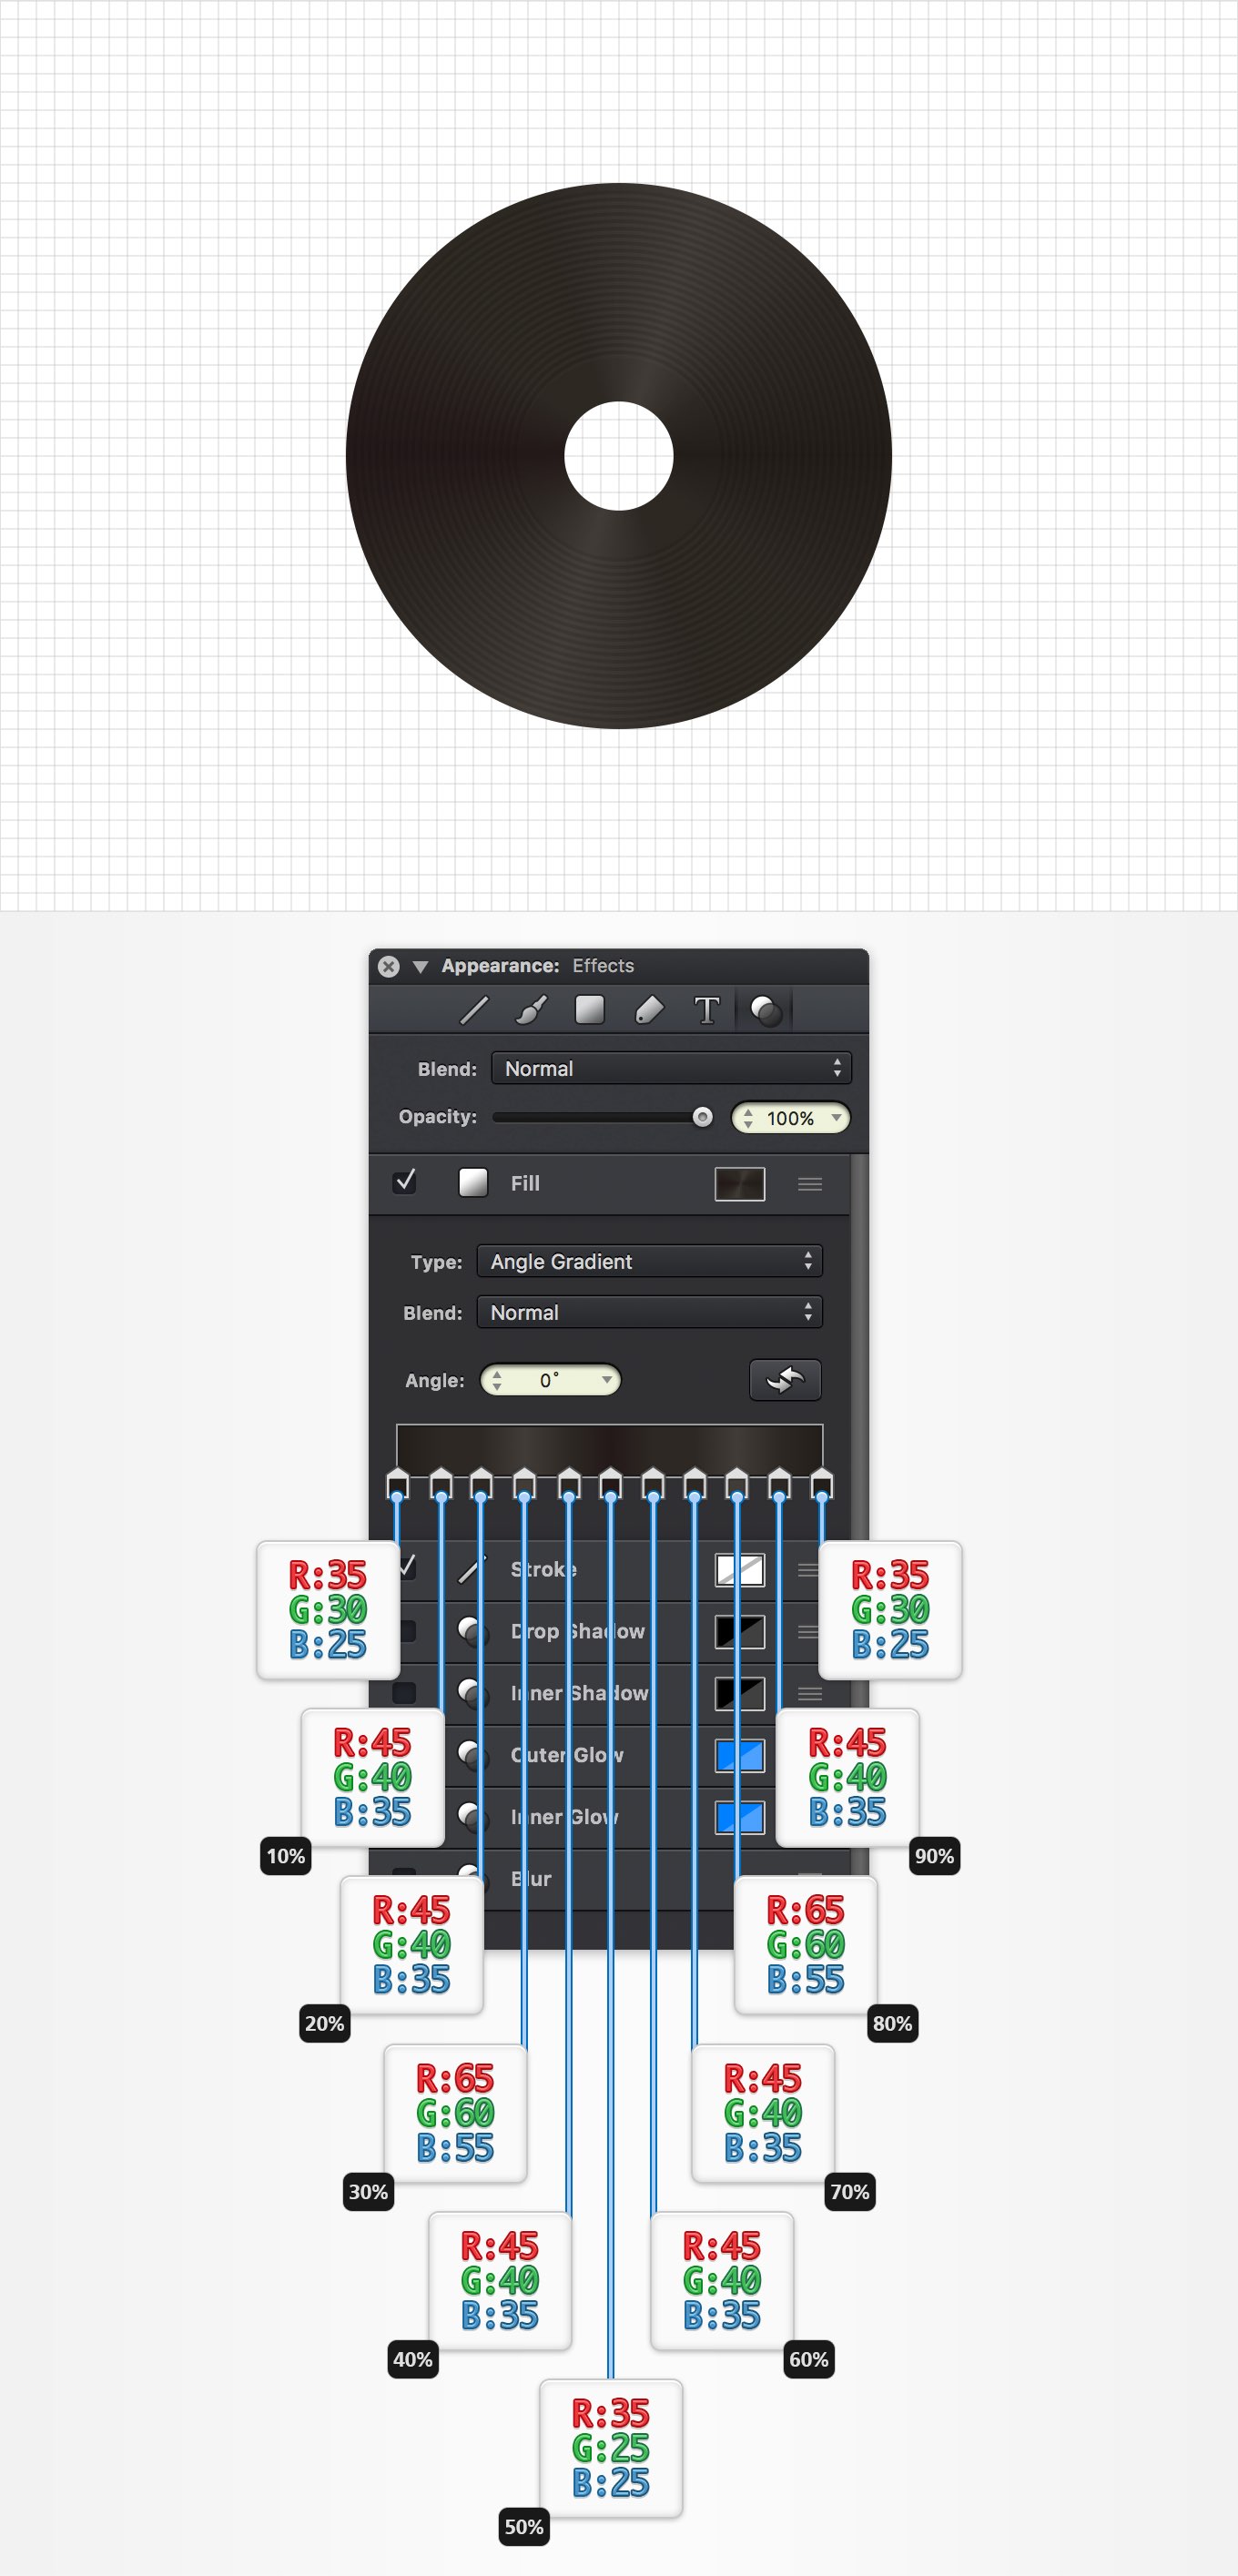 Appearance: Effects
T
Blend: Normal
Opacity: 100%
Fill
Type: Angle Gradient
Blend: Normal
Angle: 0°
Stroke
Drop Shadow
Inner Shadow
Outer Glow
Inner Glow
Blur
R:35
G:30
B:25
R:35
G:30
B:25
R:45
G:40
B:35
10%
R:45
G:40
B:35
90%
R:45
G:40
B:35
20%
R:65
G:60
B:55
80%
R:65
G:60
B:55
30%
R:45
G:40
B:35
70%
R:45
G:40
B:35
40%
R:45
G:40
B:35
60%
R:35
G:25
B:25
50%